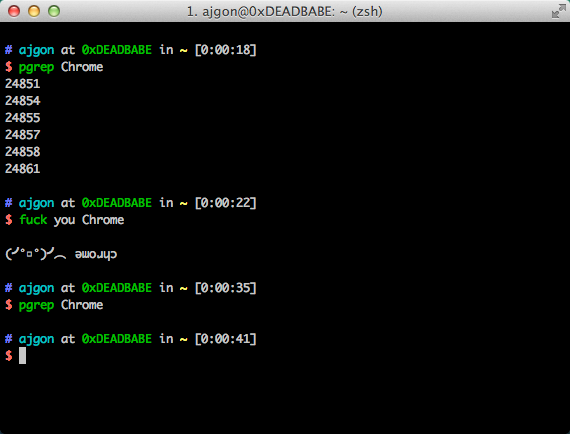 1. ajgon@0xDEADBABE: ~ (zsh)
# ajgon at 0xDEADBABE in ~ [0:00:18]
$ pgrep Chrome
24851
24854
24855
24857
24858
24861
# ajgon at 0xDEADBABE in ~ [0:00:22]
$ fuck you Chrome
(╯°¤°)╯︵ ǝɯoɹɥɔ
# ajgon at 0xDEADBABE in ~ [0:00:35]
$ pgrep Chrome
# ajgon at 0xDEADBABE in ~ [0:00:41]
$